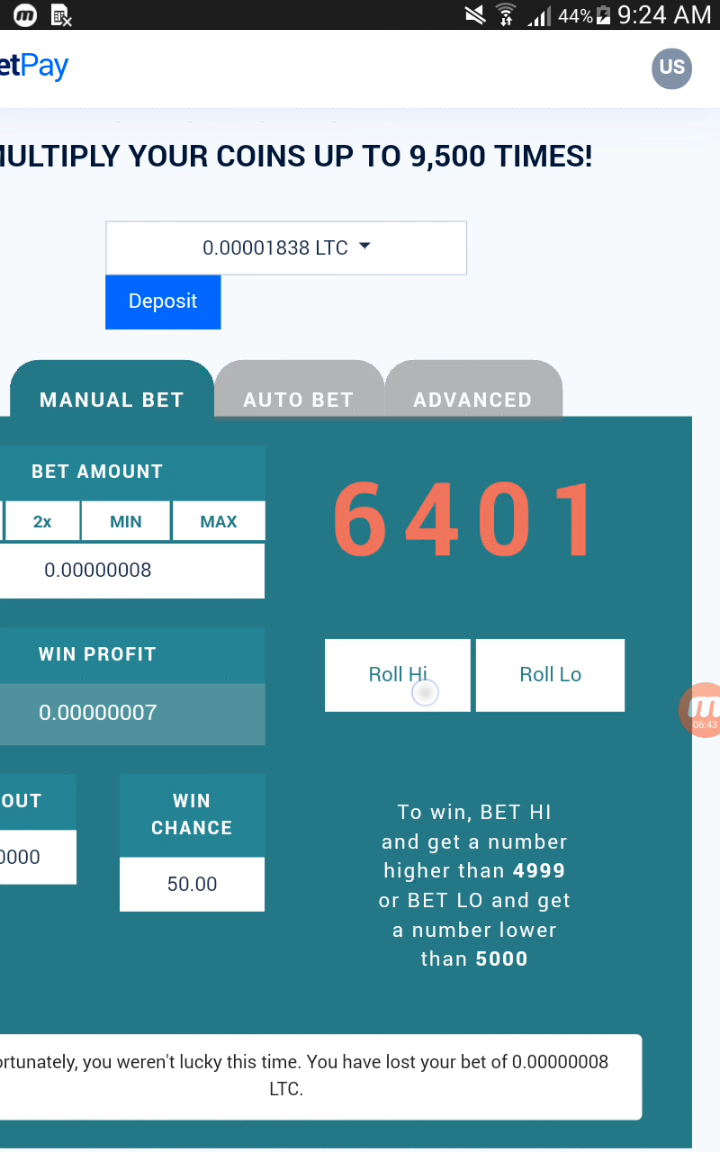 44% 9:24 AM
etPay US
MULTIPLY YOUR COINS UP TO 9,500 TIMES!
0.00001838 LTC
Deposit
MANUAL BET AUTO BET ADVANCED
BET AMOUNT
2x MIN MAX
0.00000008
6401
WIN PROFIT
0.00000007
Roll Hi Roll Lo
06:43
OUT
0000
WIN
CHANCE
50.00
To win, BET HI
and get a number
higher than 4999
or BET LO and get
a number lower
than 5000
ortunately, you weren't lucky this time. You have lost your bet of 0.00000008
LTC.